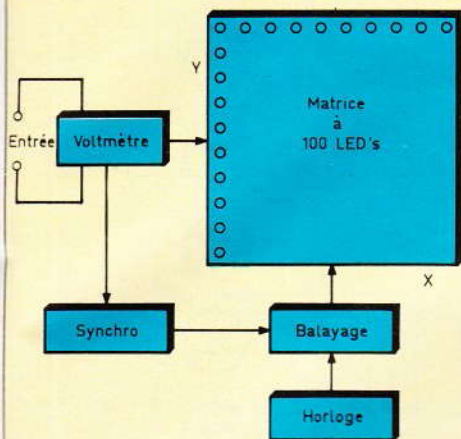 Y
Matrice
à
100 LED's
Entrée
Voltmètre
X
Synchro
Balayage
Horloge